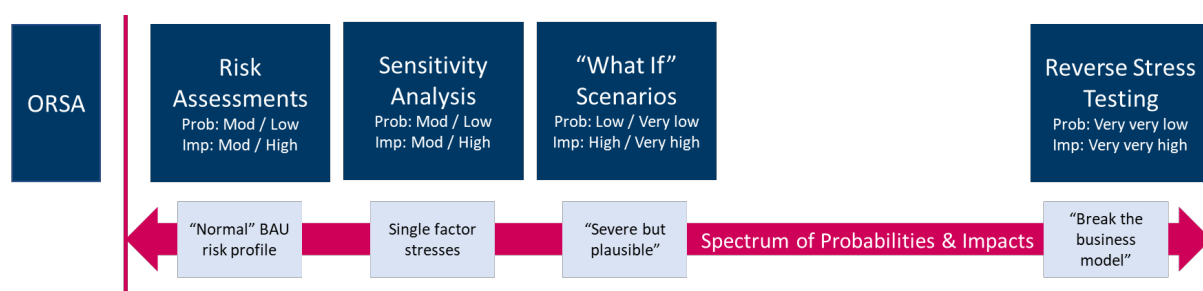 ORSA
Risk
Assessments
Prob: Mod / Low
Imp: Mod / High
Sensitivity
Analysis
Prob: Mod / Low
Imp: Mod / High
“What If”
Scenarios
Prob: Low / Very low
Imp: High / Very high
Reverse Stress
Testing
Prob: Very very low
Imp: Very very high
“Normal” BAU
risk profile
Single factor
stresses
“Severe but
plausible”
Spectrum of Probabilities & Impacts
“Break the
business
model”